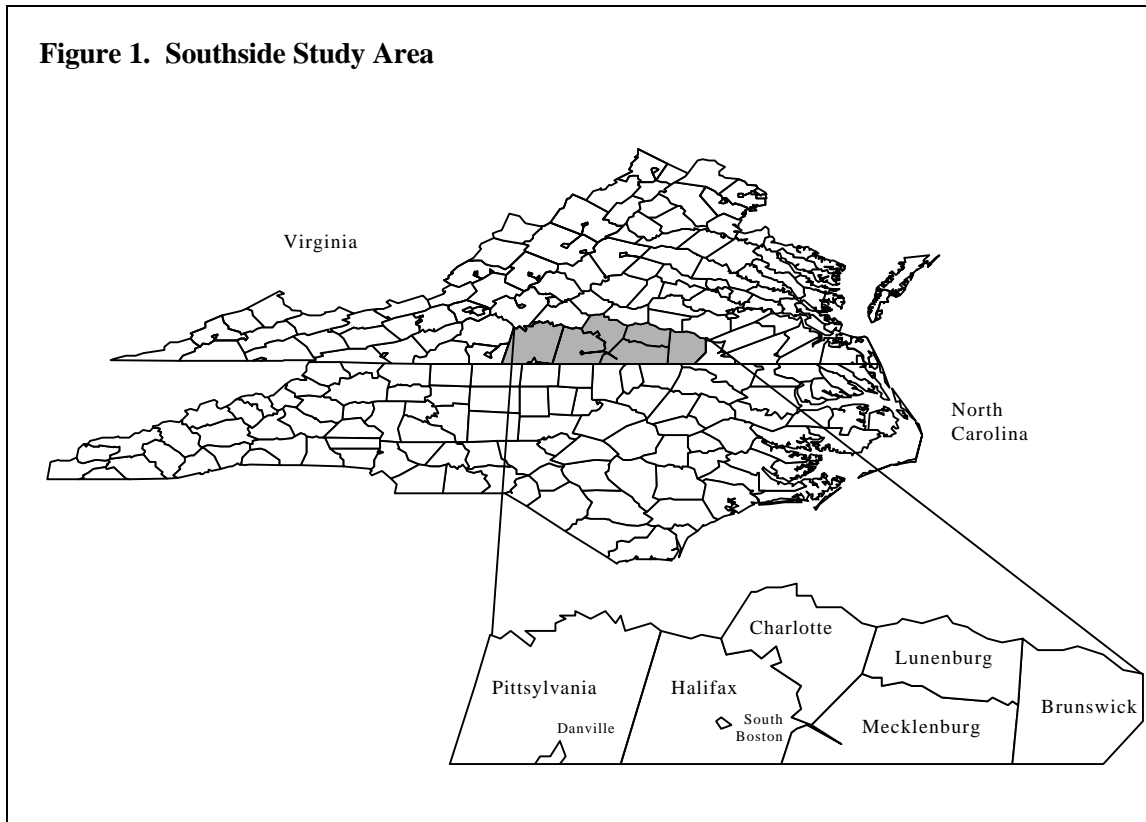 Figure 1.  Southside Study Area
Virginia
North
Carolina
Charlotte
Lunenburg
Pittsylvania
Halifax
Brunswick
South
Boston
Danville
Mecklenburg